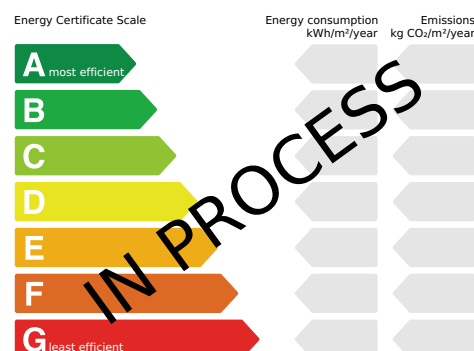 Energy Certificate Scale
Energy consumption
kWh/m²/year
Emissions
kg CO₂/m²/year
A most efficient
B
C
D
E
F
G least efficient
IN PROCESS